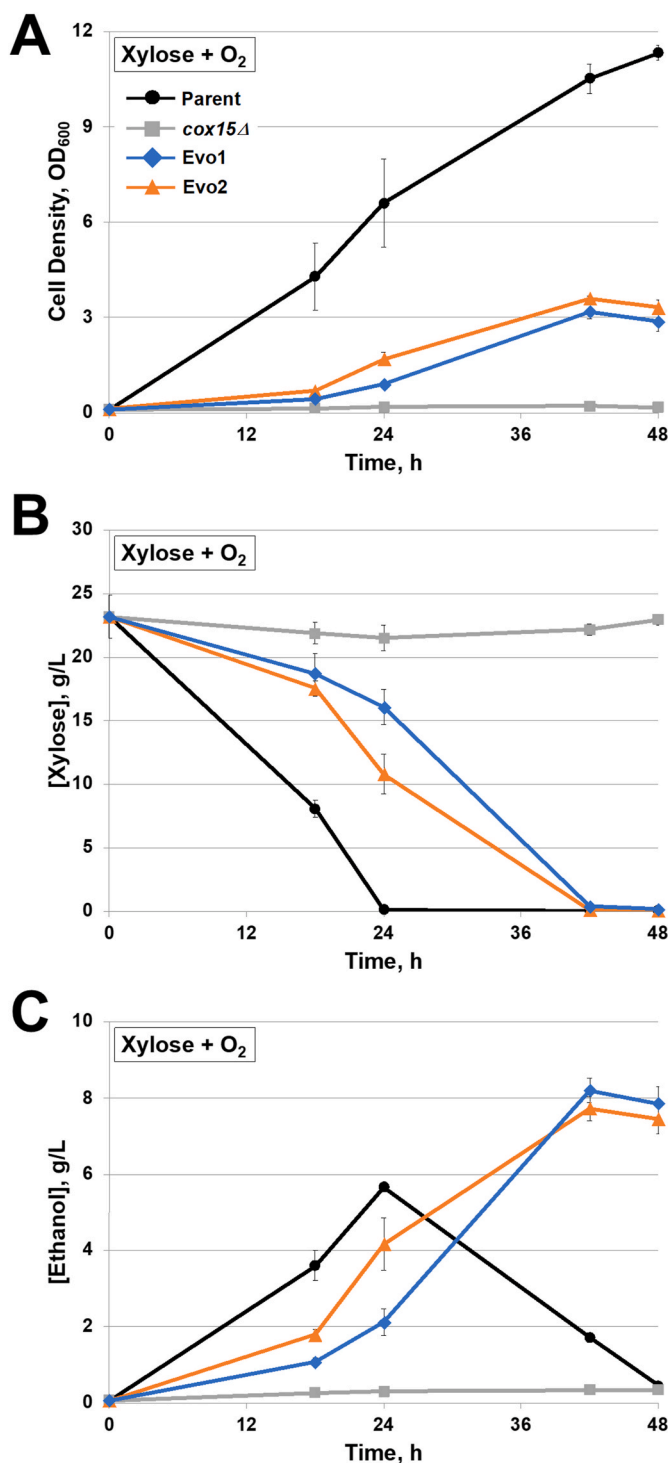 A
Xylose + O₂
Parent
cox15Δ
Evo1
Evo2
Cell Density, OD₆₀₀
12
9
6
3
0
0 12 24 36 48
Time, h
B
Xylose + O₂
[Xylose], g/L
30
25
20
15
10
5
0
0 12 24 36 48
Time, h
C
Xylose + O₂
[Ethanol], g/L
10
8
6
4
2
0
0 12 24 36 48
Time, h